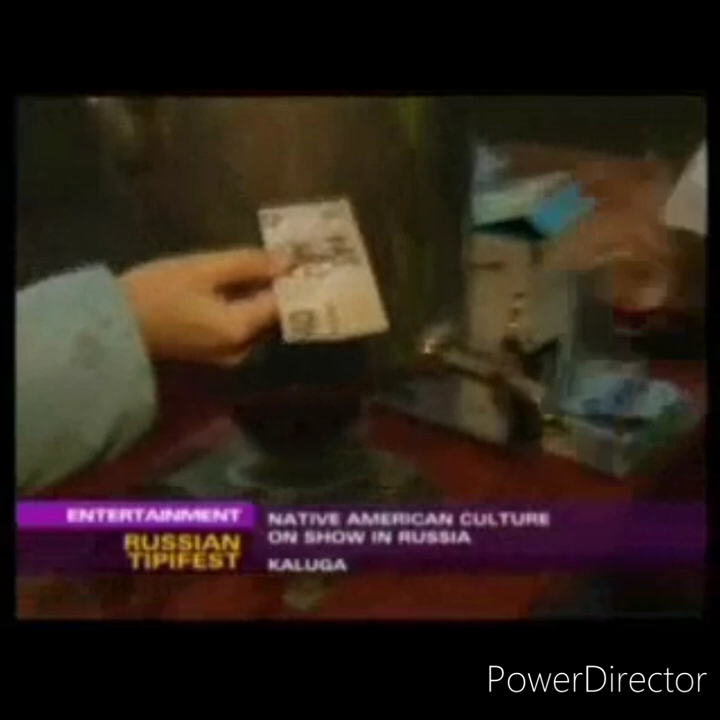 ENTERTAINMENT
RUSSIAN
TIPIFEST
NATIVE AMERICAN CULTURE
ON SHOW IN RUSSIA
KALUGA
PowerDirector